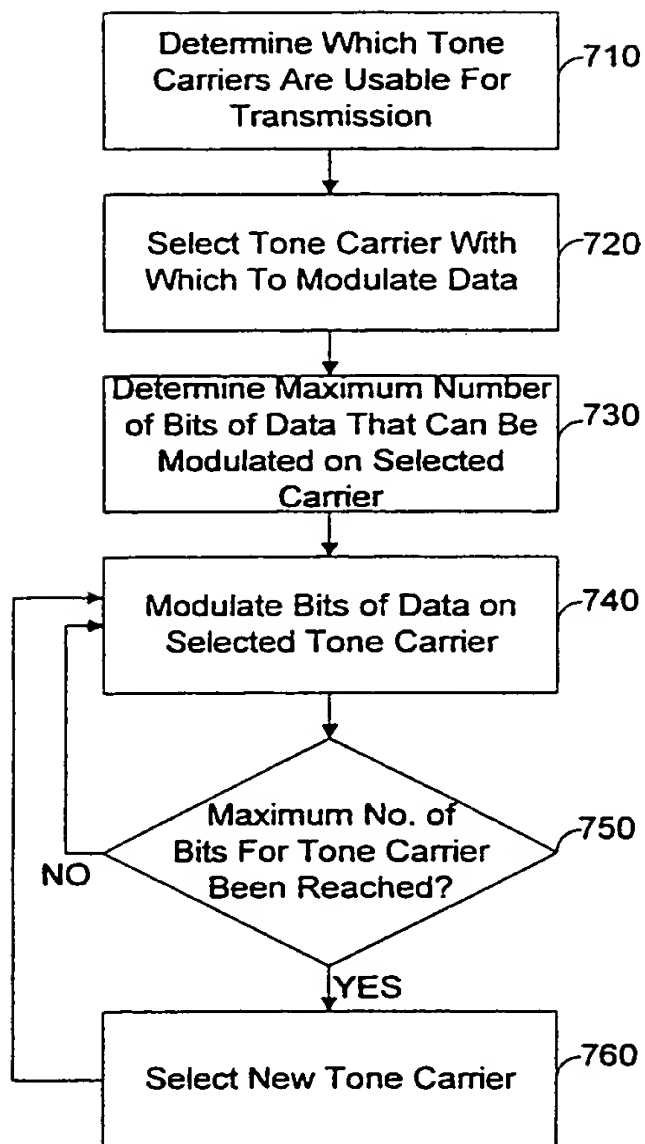 Determine Which Tone
Carriers Are Usable For
Transmission
710
Select Tone Carrier With
Which To Modulate Data
720
Determine Maximum Number
of Bits of Data That Can Be
Modulated on Selected
Carrier
730
Modulate Bits of Data on
Selected Tone Carrier
740
Maximum No. of
Bits For Tone Carrier
Been Reached?
750
NO
YES
Select New Tone Carrier
760